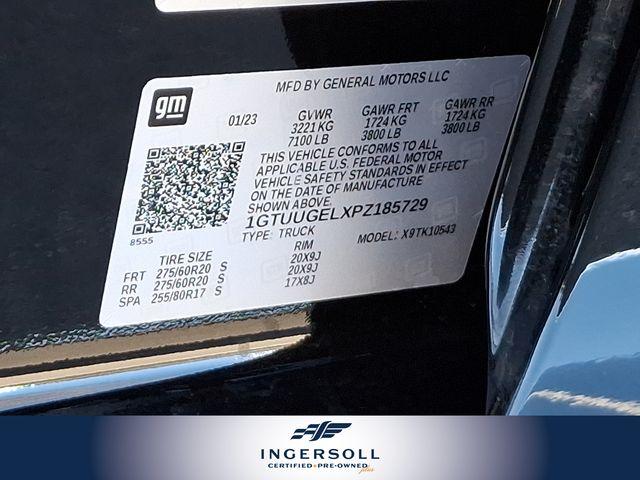 MFD BY GENERAL MOTORS LLC
gm
01/23 GVWR GAWR FRT GAWR RR
3221 KG 1724 KG 1724 KG
7100 LB 3800 LB 3800 LB
THIS VEHICLE CONFORMS TO ALL
APPLICABLE U.S. FEDERAL MOTOR
VEHICLE SAFETY STANDARDS IN EFFECT
ON THE DATE OF MANUFACTURE
SHOWN ABOVE.
1GTUUGELXPZ185729
8555
TYPE: TRUCK MODEL: X9TK10543
TIRE SIZE RIM
FRT 275/60R20 S 20X9J
RR 275/60R20 S 20X9J
SPA 255/80R17 S 17X8J
INGERSOLL
CERTIFIED•PRE-OWNED plus